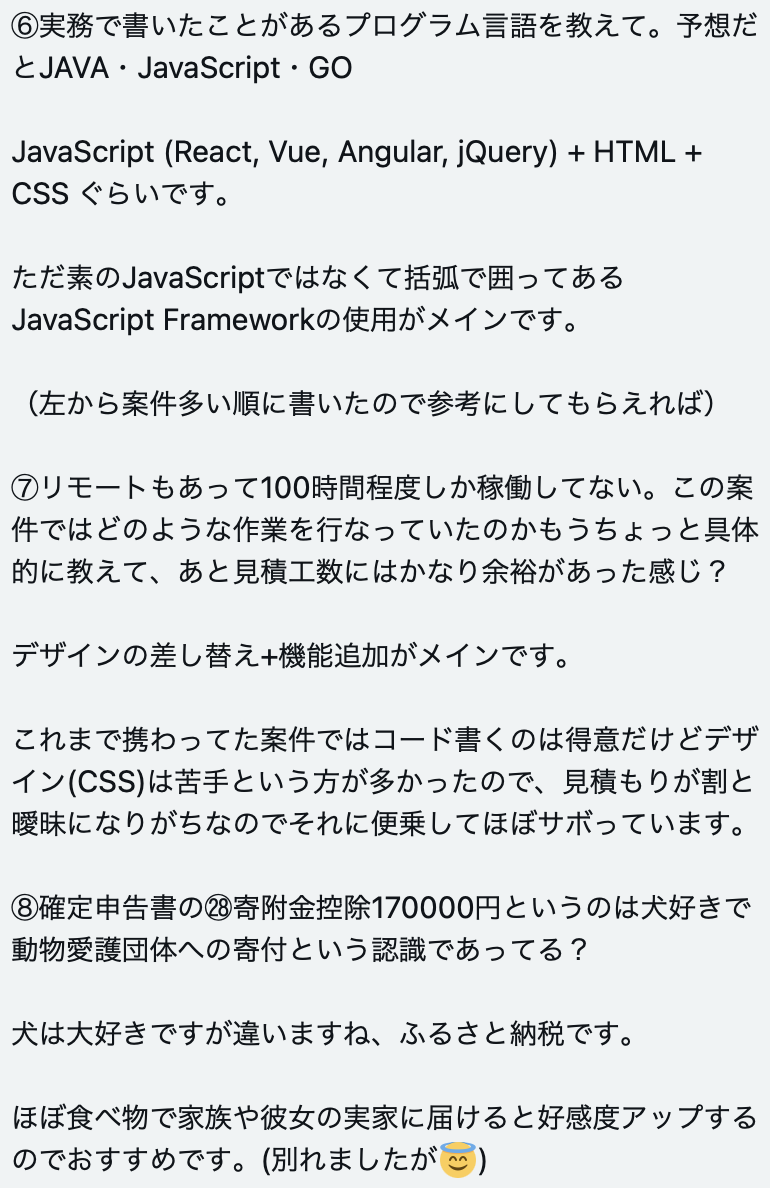 ⑥実務で書いたことがあるプログラム言語を教えて。予想だ
とJAVA・JavaScript・GO
JavaScript (React, Vue, Angular, jQuery) + HTML +
CSS ぐらいです。
ただ素のJavaScriptではなくて括弧で囲ってある
JavaScript Frameworkの使用がメインです。
（左から案件多い順に書いたので参考にしてもらえれば）
⑦リモートもあって100時間程度しか稼働してない。この案
件ではどのような作業を行なっていたのかもうちょっと具体
的に教えて、あと見積工数にはかなり余裕があった感じ？
デザインの差し替え+機能追加がメインです。
これまで携わってた案件ではコード書くのは得意だけどデザ
イン(CSS)は苦手という方が多かったので、見積もりが割と
曖昧になりがちなのでそれに便乗してほぼサボっています。
⑧確定申告書の㉘寄附金控除170000円というのは犬好きで
動物愛護団体への寄付という認識であってる？
犬は大好きですが違いますね、ふるさと納税です。
ほぼ食べ物で家族や彼女の実家に届けると好感度アップする
のでおすすめです。(別れましたが😇)